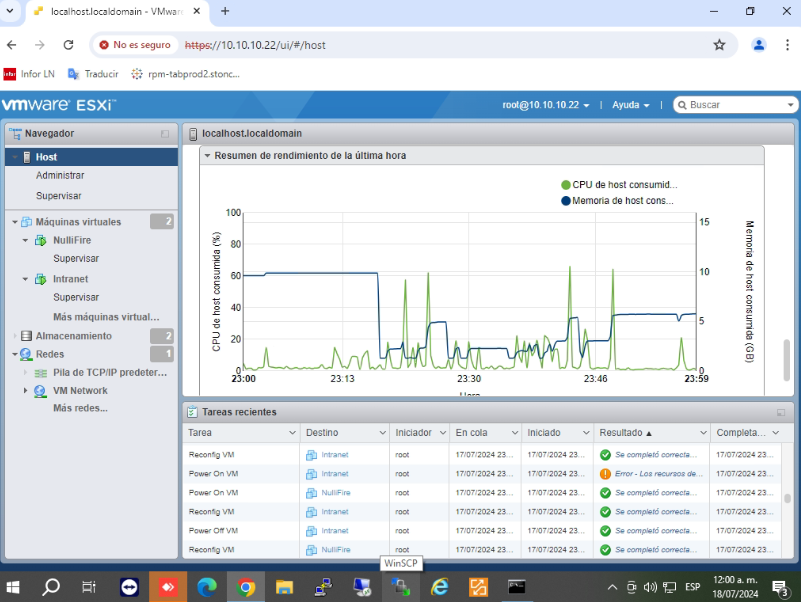 localhost.localdomain - VMwar
No es seguro https://10.10.10.22/ui/#/host
Infor LN Traducir rpm-tabprod2.stonc...
vmware ESXi™ root@10.10.10.22 | Ayuda | Buscar
Navegador
Host
Administrar
Supervisar
Máquinas virtuales 2
NulliFire
Supervisar
Intranet
Supervisar
Más máquinas virtual...
Almacenamiento 2
Redes 1
Pila de TCP/IP predeter...
VM Network
Más redes...
localhost.localdomain
Resumen de rendimiento de la última hora
CPU de host consumid...
Memoria de host cons...
CPU de host consumida (%)
100
80
60
40
20
0
Memoria de host consumida (GB)
15
10
5
0
23:00 23:13 23:30 23:46 23:59
Hora
Tareas recientes
Tarea Destino Iniciador En cola Iniciado Resultado ▲ Completa...
Reconfig VM Intranet root 17/07/2024 23... 17/07/2024 23... Se completó correcta... 17/07/2024 23...
Power On VM Intranet root 17/07/2024 23... 17/07/2024 23... Error - Los recursos de... 17/07/2024 23...
Power On VM NulliFire root 17/07/2024 23... 17/07/2024 23... Se completó correcta... 17/07/2024 23...
Reconfig VM Intranet root 17/07/2024 23... 17/07/2024 23... Se completó correcta... 17/07/2024 23...
Power Off VM Intranet root 17/07/2024 23... 17/07/2024 23... Se completó correcta... 17/07/2024 23...
Reconfig VM NulliFire root 17/07/2024 23... 17/07/2024 23... Se completó correcta... 17/07/2024 23...
WinSCP
ESP 12:00 a. m.
18/07/2024
3